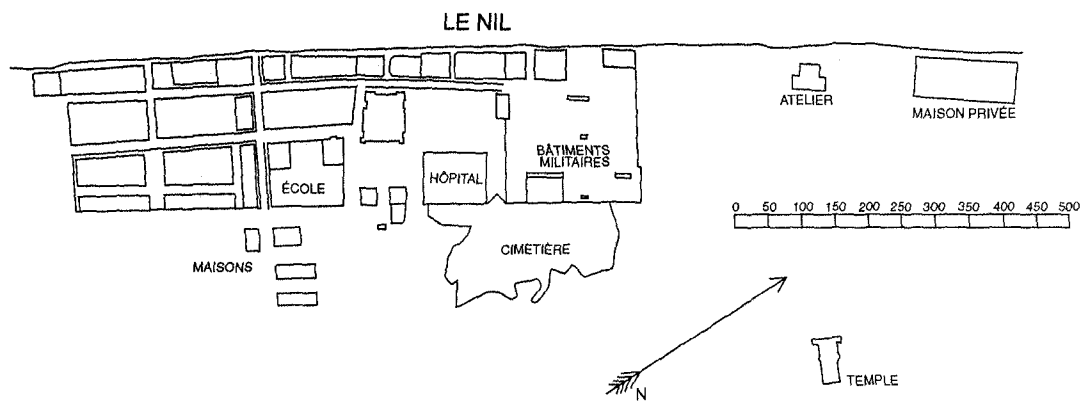 LE NIL
ATELIER
MAISON PRIVÉE
BÂTIMENTS
MILITAIRES
HÔPITAL
ÉCOLE
0 50 100 150 200 250 300 350 400 450 500
CIMETIÈRE
MAISONS
N
TEMPLE